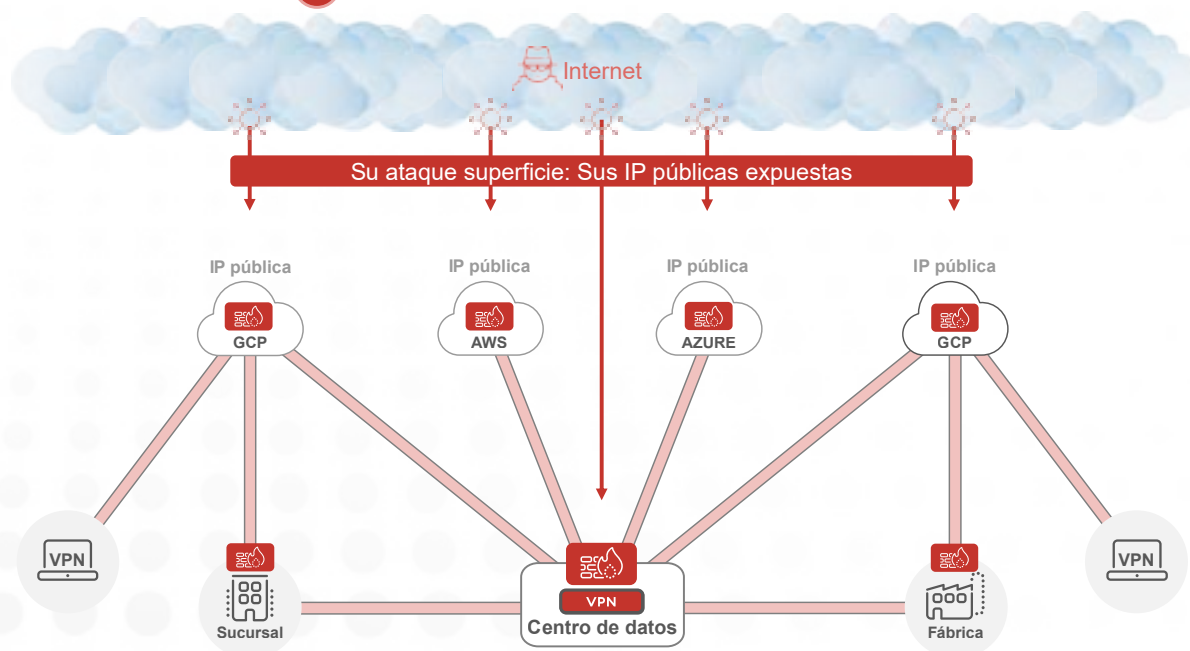 Internet
Su ataque superficie: Sus IP públicas expuestas
IP pública
IP pública
IP pública
IP pública
GCP
AWS
AZURE
GCP
VPN
VPN
Sucursal
VPN
Centro de datos
Fábrica